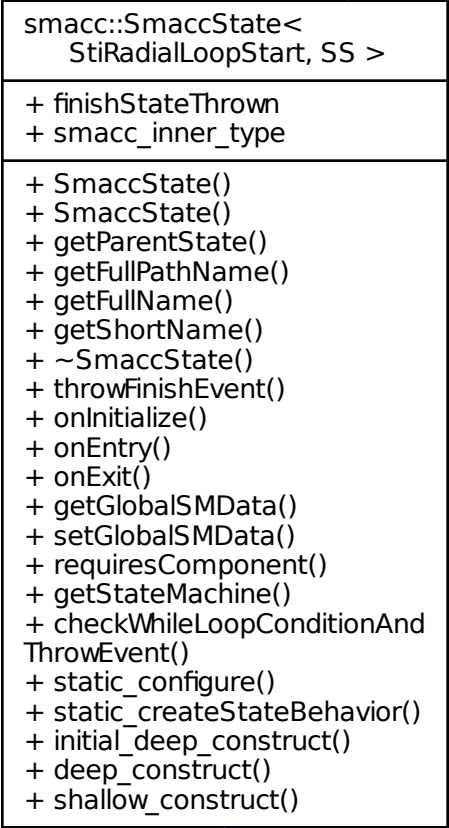 smacc::SmaccState<
StiRadialLoopStart, SS >
+ finishStateThrown
+ smacc_inner_type
+ SmaccState()
+ SmaccState()
+ getParentState()
+ getFullPathName()
+ getFullName()
+ getShortName()
+ ~SmaccState()
+ throwFinishEvent()
+ onInitialize()
+ onEntry()
+ onExit()
+ getGlobalSMData()
+ setGlobalSMData()
+ requiresComponent()
+ getStateMachine()
+ checkWhileLoopConditionAnd
ThrowEvent()
+ static_configure()
+ static_createStateBehavior()
+ initial_deep_construct()
+ deep_construct()
+ shallow_construct()